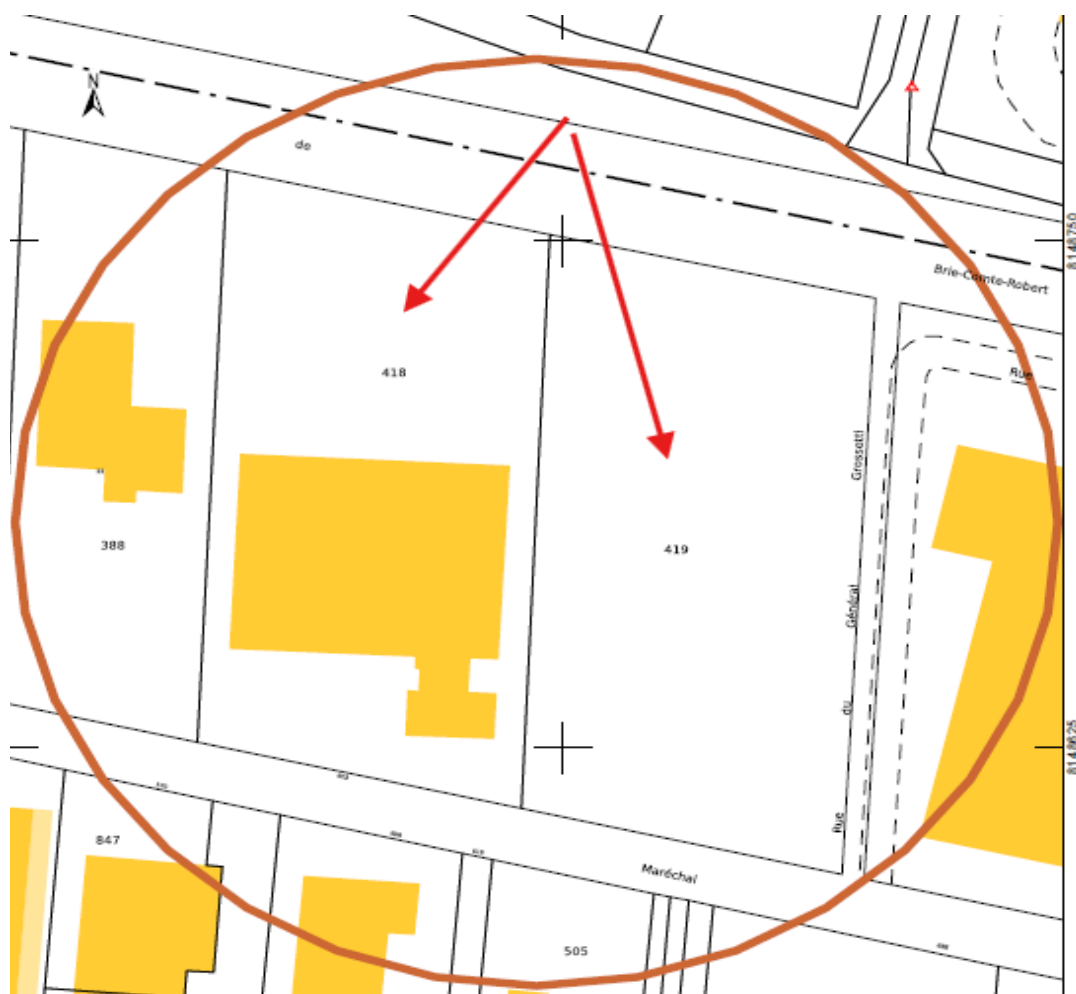 N
de
8148750
Brie-Comte-Robert
418
Rue
Grossetti
419
388
Général
du
8148625
Rue
847
Maréchal
505